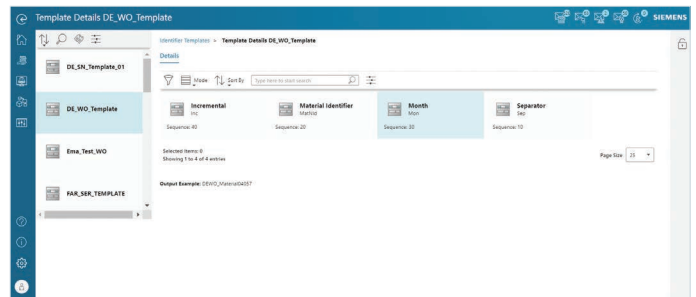 Template Details DE_WO_Template
SIEMENS
DE_SN_Template_01
DE_WO_Template
Ema_Test_WO
FAR_SER_TEMPLATE
Identifier Templates > Template Details DE_WO_Template
Details
Mode Sort By Type here to start search
Incremental
Inc
Sequence: 40
Material Identifier
MatNId
Sequence: 20
Month
Mon
Sequence: 30
Separator
Sep
Sequence: 10
Selected Items: 0
Showing 1 to 4 of 4 entries
Page Size 25
Output Example: DEWO_Material04057